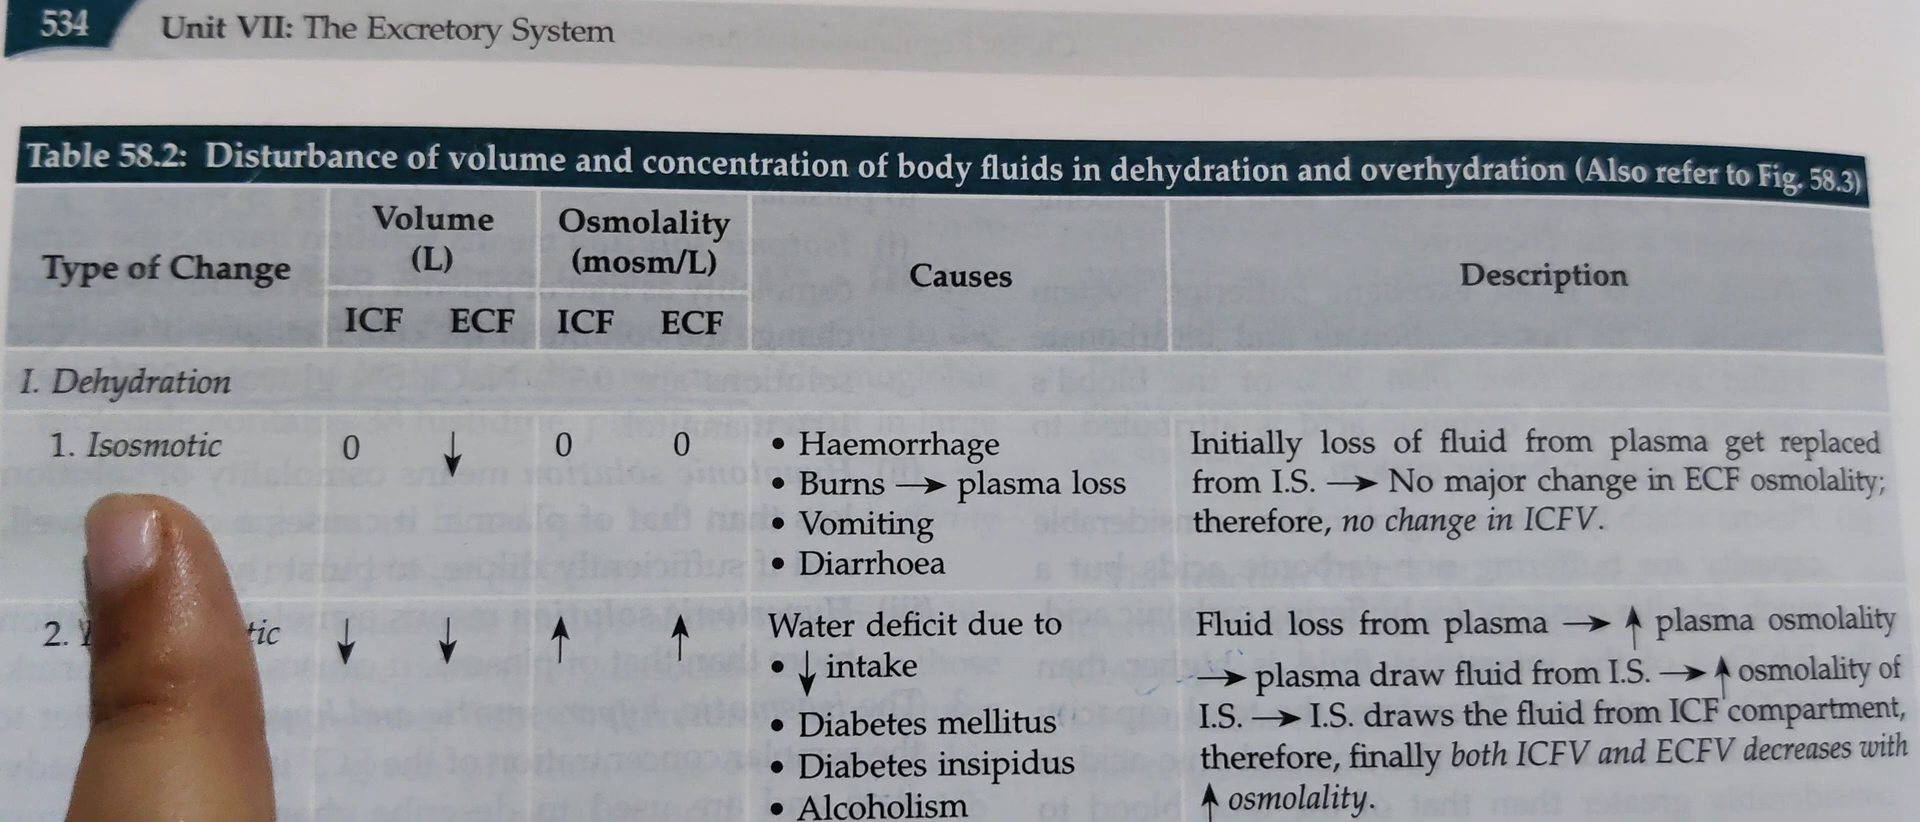 534 Unit VII: The Excretory System
Table 58.2: Disturbance of volume and concentration of body fluids in dehydration and overhydration (Also refer to Fig. 58.3)
Type of Change
Volume
(L)
Osmolality
(mosm/L)
Causes
Description
ICF ECF ICF ECF
I. Dehydration
1. Isosmotic
0 ↓ 0 0
• Haemorrhage
• Burns → plasma loss
• Vomiting
• Diarrhoea
Initially loss of fluid from plasma get replaced
from I.S. → No major change in ECF osmolality;
therefore, no change in ICFV.
2. tic
↓ ↓ ↑ ↑
Water deficit due to
• ↓ intake
• Diabetes mellitus
• Diabetes insipidus
• Alcoholism
Fluid loss from plasma → ↑ plasma osmolality
→ plasma draw fluid from I.S. → ↑ osmolality of
I.S. → I.S. draws the fluid from ICF compartment,
therefore, finally both ICFV and ECFV decreases with
↑ osmolality.